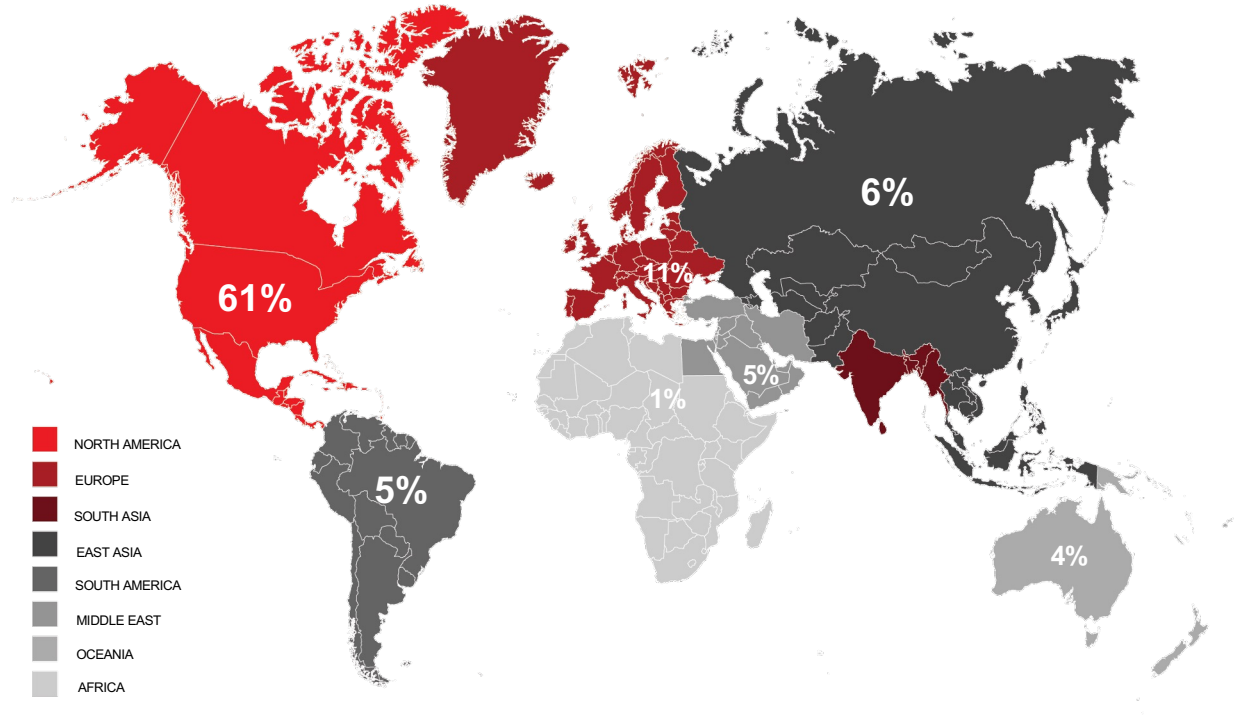 6%
11%
61%
5%
1%
5%
4%
NORTH AMERICA
EUROPE
SOUTH ASIA
EAST ASIA
SOUTH AMERICA
MIDDLE EAST
OCEANIA
AFRICA